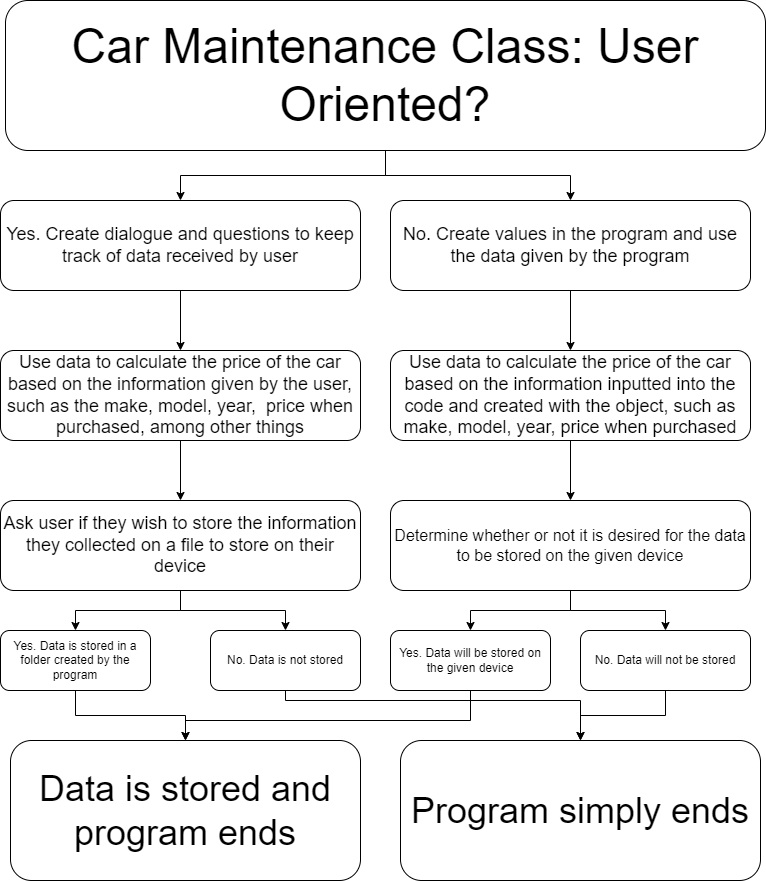 Car Maintenance Class: User
Oriented?
Yes. Create dialogue and questions to keep
track of data received by user
No. Create values in the program and use
the data given by the program
Use data to calculate the price of the car
based on the information given by the user,
such as the make, model, year,  price when
purchased, among other things
Use data to calculate the price of the car
based on the information inputted into the
code and created with the object, such as
make, model, year, price when purchased
Ask user if they wish to store the information
they collected on a file to store on their
device
Determine whether or not it is desired for the data
to be stored on the given device
Yes. Data is stored in a
folder created by the
program
No. Data is not stored
Yes. Data will be stored on
the given device
No. Data will not be stored
Data is stored and
program ends
Program simply ends